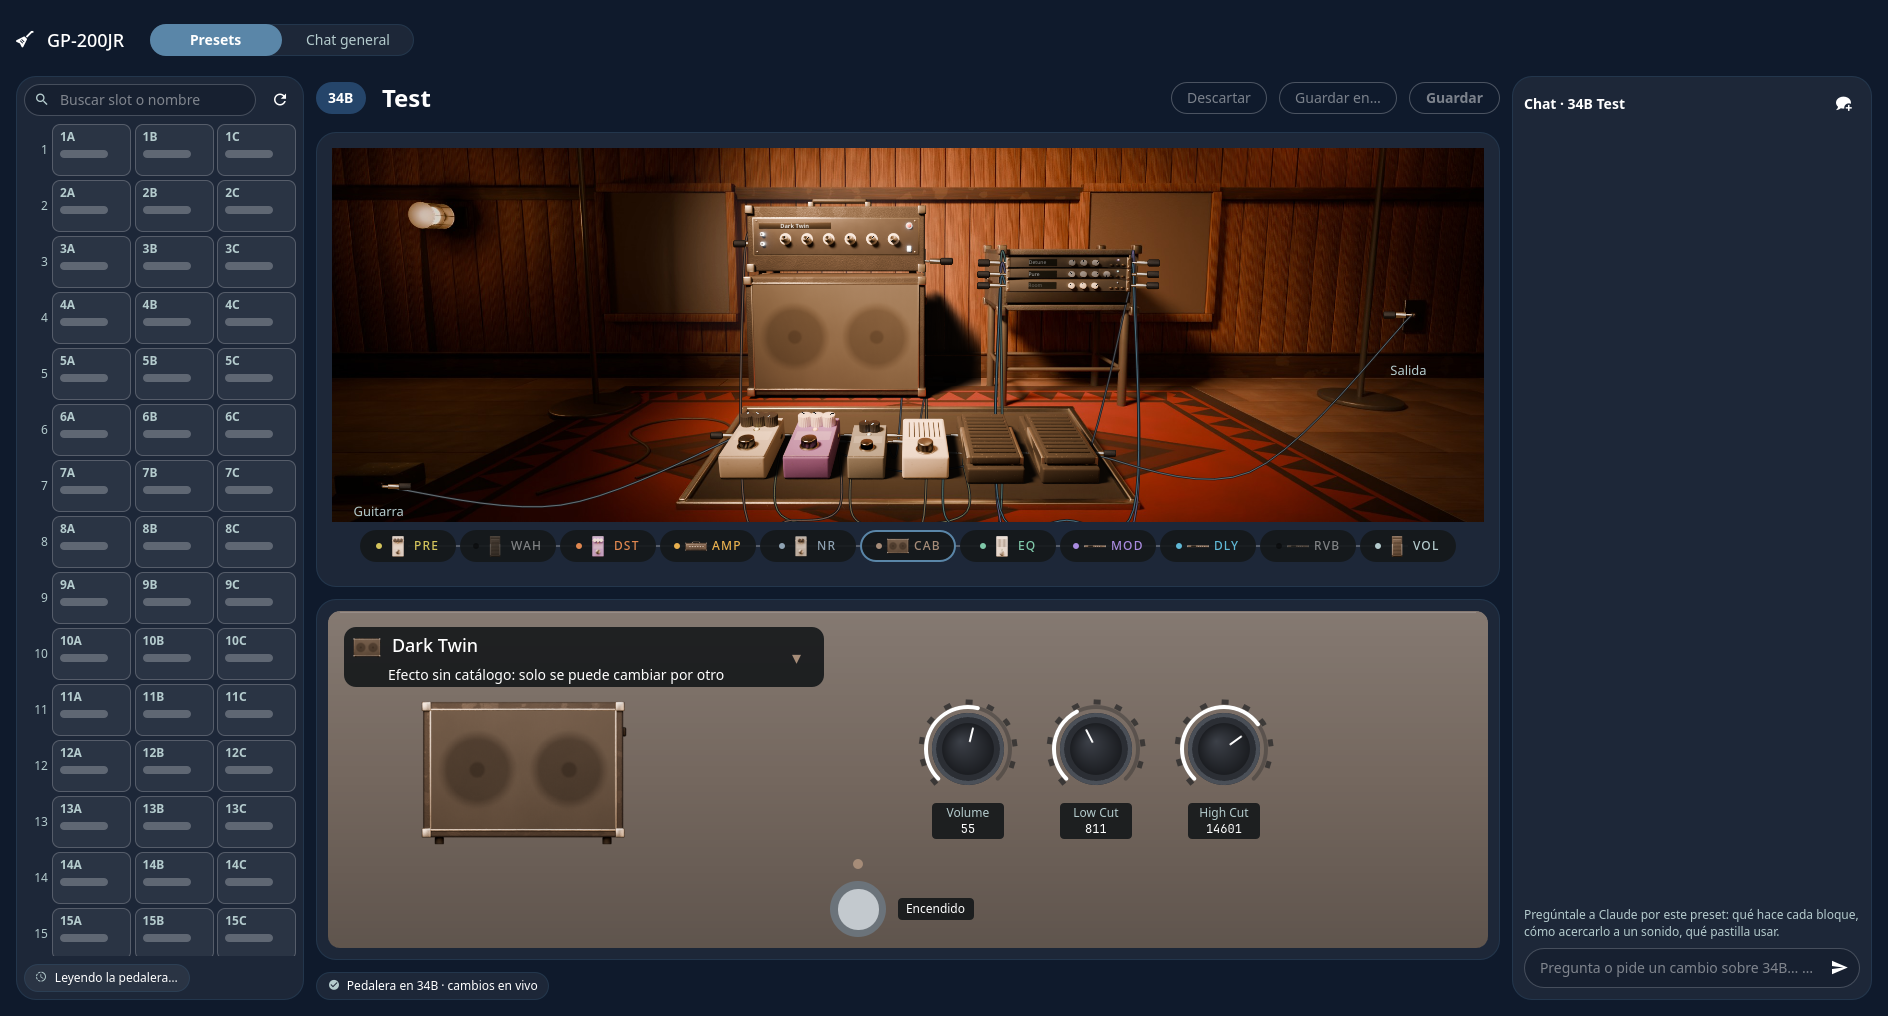 GP-200JR
Presets
Chat general
Buscar slot o nombre
1
1A
1B
1C
2
2A
2B
2C
3
3A
3B
3C
4
4A
4B
4C
5
5A
5B
5C
6
6A
6B
6C
7
7A
7B
7C
8
8A
8B
8C
9
9A
9B
9C
10
10A
10B
10C
11
11A
11B
11C
12
12A
12B
12C
13
13A
13B
13C
14
14A
14B
14C
15
15A
15B
15C
Leyendo la pedalera...
34B
Test
Descartar
Guardar en...
Guardar
Dark Twin
Detune
Pure
Room
Salida
Guitarra
PRE
WAH
DST
AMP
NR
CAB
EQ
MOD
DLY
RVB
VOL
Dark Twin
Efecto sin catálogo: solo se puede cambiar por otro
Volume
55
Low Cut
811
High Cut
14601
Encendido
Pedalera en 34B · cambios en vivo
Chat · 34B Test
Pregúntale a Claude por este preset: qué hace cada bloque,
cómo acercarlo a un sonido, qué pastilla usar.
Pregunta o pide un cambio sobre 34B... ...